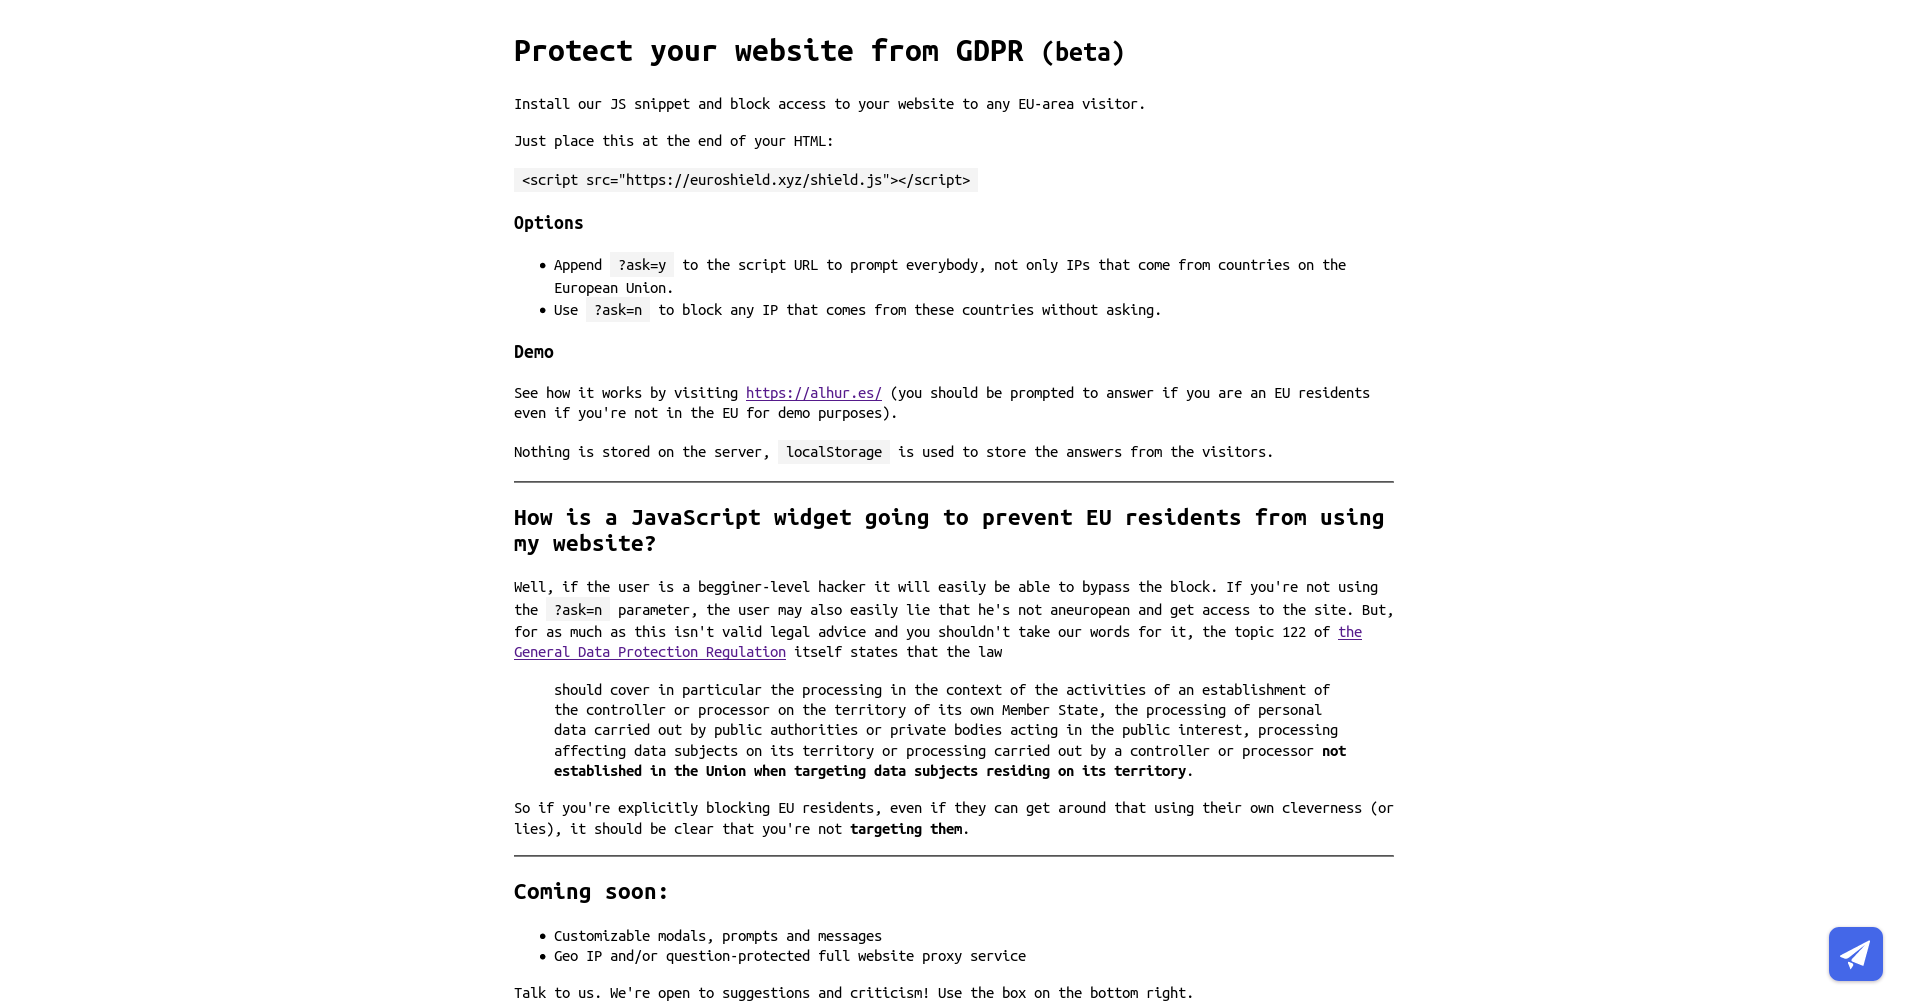 Protect your website from GDPR (beta)
Install our JS snippet and block access to your website to any EU-area visitor.
Just place this at the end of your HTML:
<script src="https://euroshield.xyz/shield.js"></script>
Options
• Append ?ask=y to the script URL to prompt everybody, not only IPs that come from countries on the
European Union.
• Use ?ask=n to block any IP that comes from these countries without asking.
Demo
See how it works by visiting https://alhur.es/ (you should be prompted to answer if you are an EU residents
even if you're not in the EU for demo purposes).
Nothing is stored on the server, localStorage is used to store the answers from the visitors.
How is a JavaScript widget going to prevent EU residents from using
my website?
Well, if the user is a begginer-level hacker it will easily be able to bypass the block. If you're not using
the ?ask=n parameter, the user may also easily lie that he's not aneuropean and get access to the site. But,
for as much as this isn't valid legal advice and you shouldn't take our words for it, the topic 122 of the
General Data Protection Regulation itself states that the law
should cover in particular the processing in the context of the activities of an establishment of
the controller or processor on the territory of its own Member State, the processing of personal
data carried out by public authorities or private bodies acting in the public interest, processing
affecting data subjects on its territory or processing carried out by a controller or processor not
established in the Union when targeting data subjects residing on its territory.
So if you're explicitly blocking EU residents, even if they can get around that using their own cleverness (or
lies), it should be clear that you're not targeting them.
Coming soon:
• Customizable modals, prompts and messages
• Geo IP and/or question-protected full website proxy service
Talk to us. We're open to suggestions and criticism! Use the box on the bottom right.